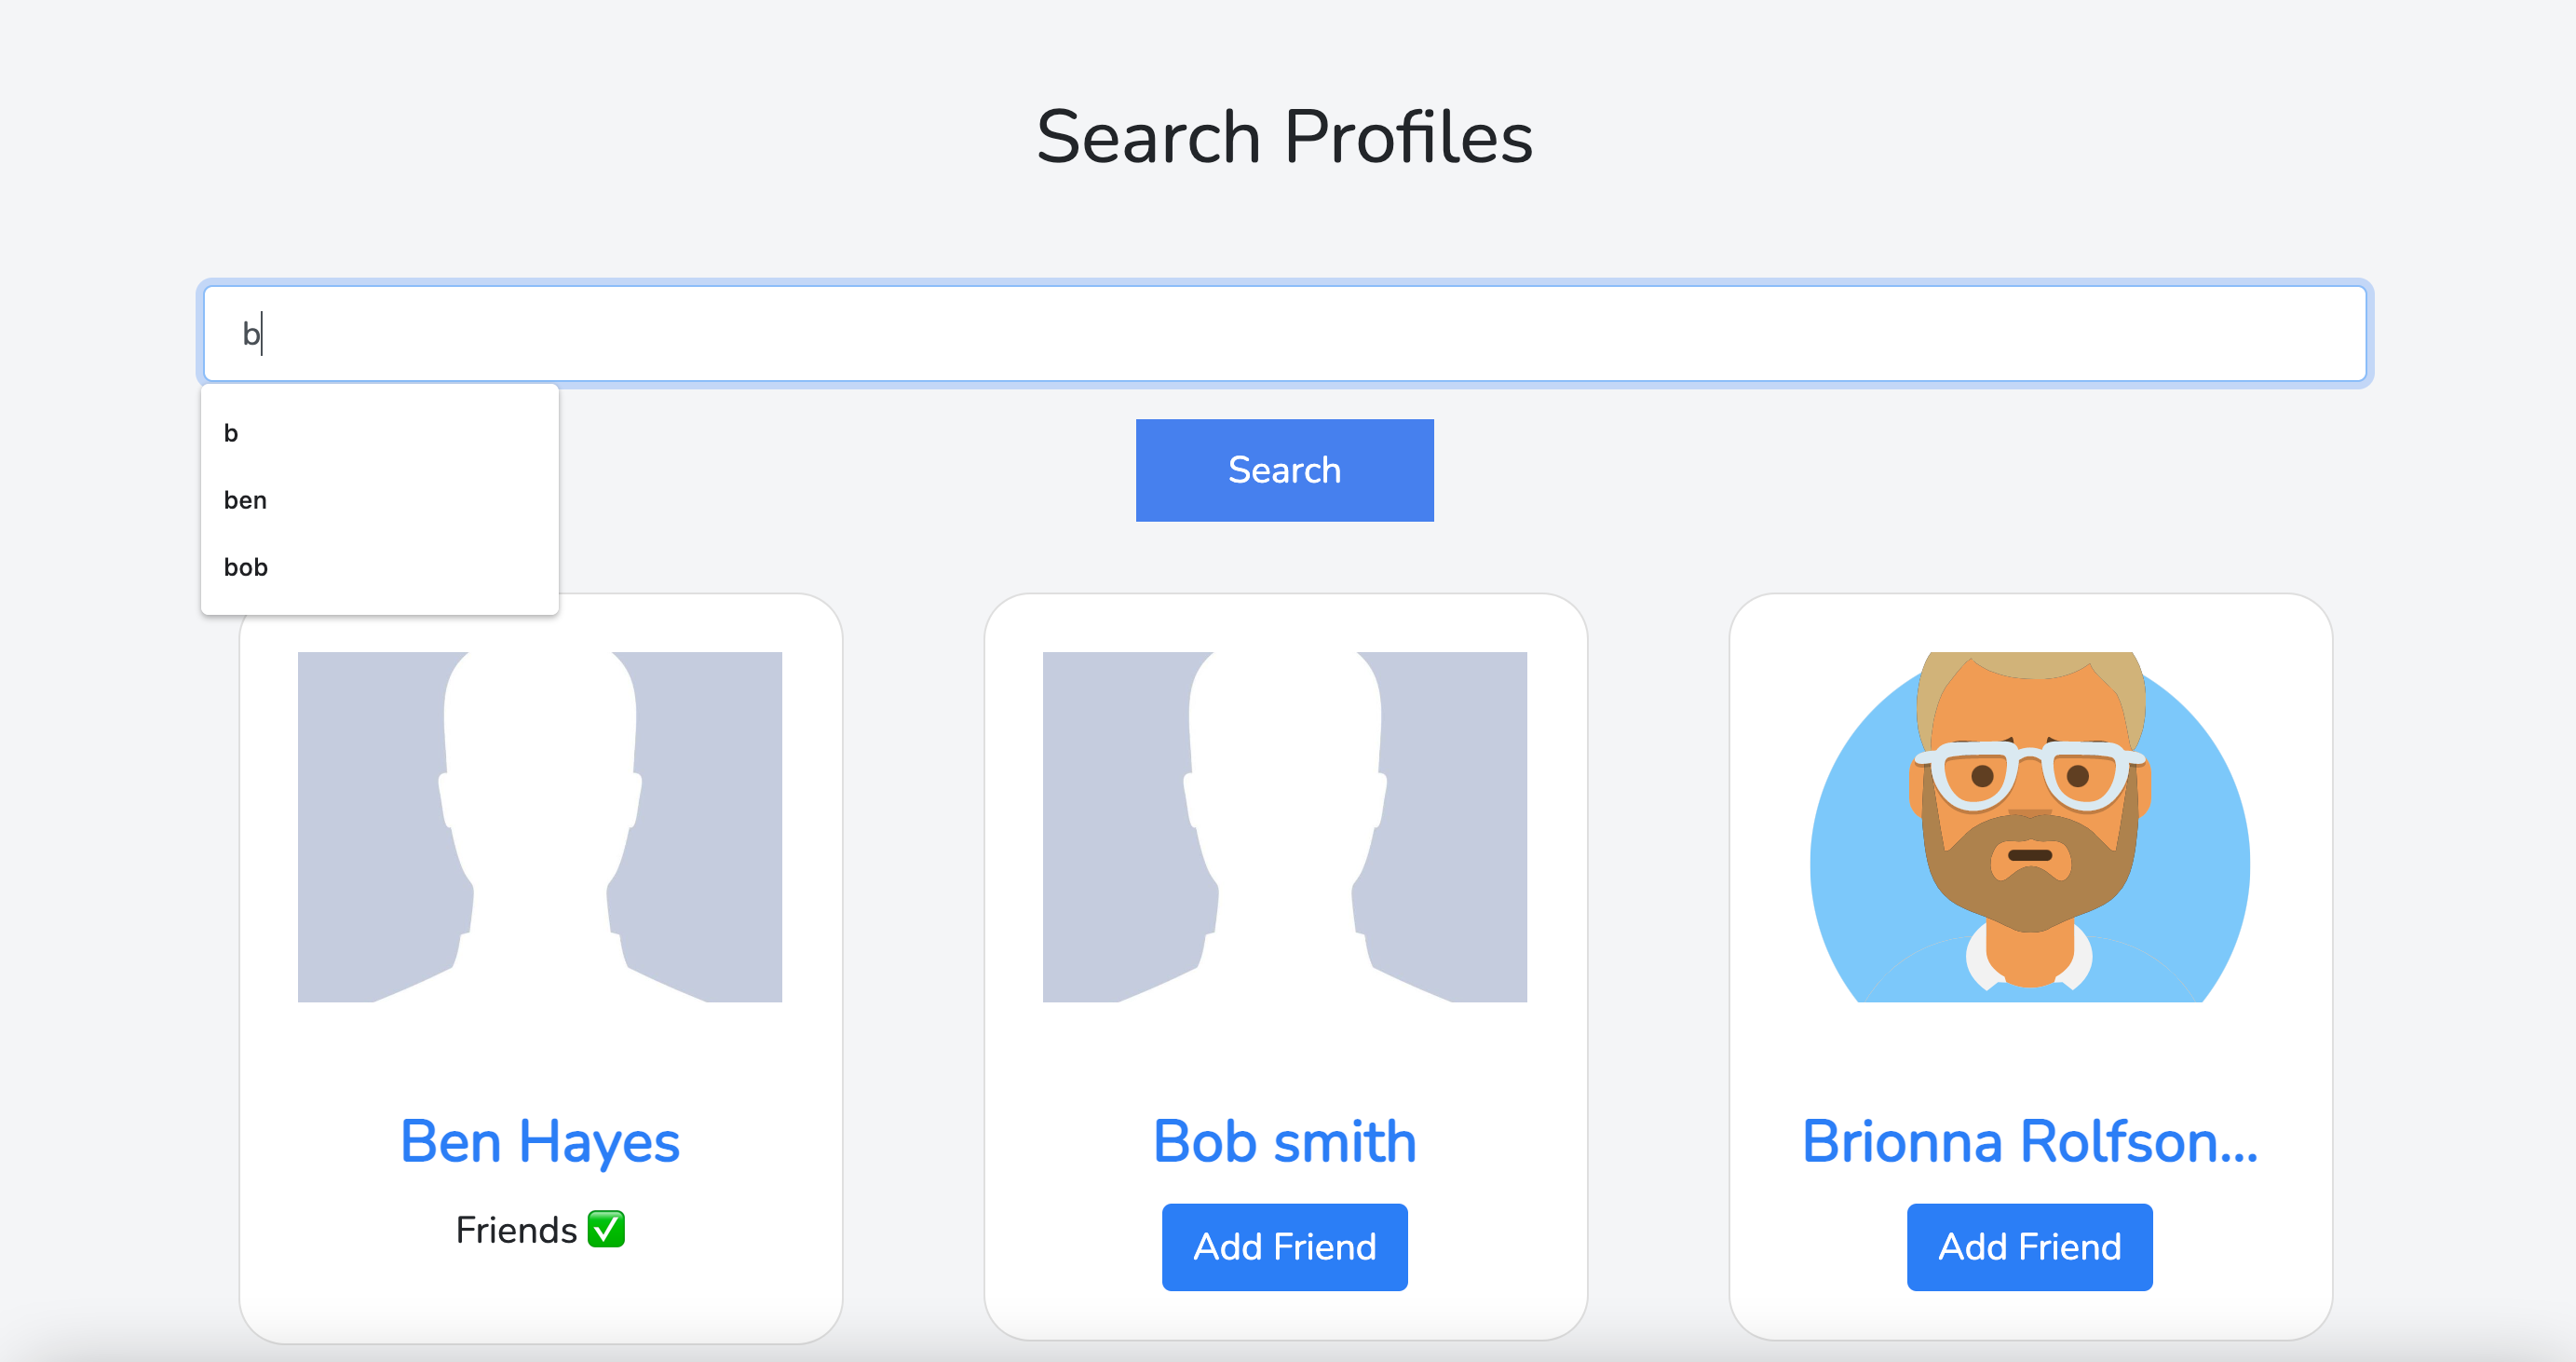 Search Profiles
b
b
ben
bob
Search
Ben Hayes
Friends ✅
Bob smith
Add Friend
Brionna Rolfson...
Add Friend